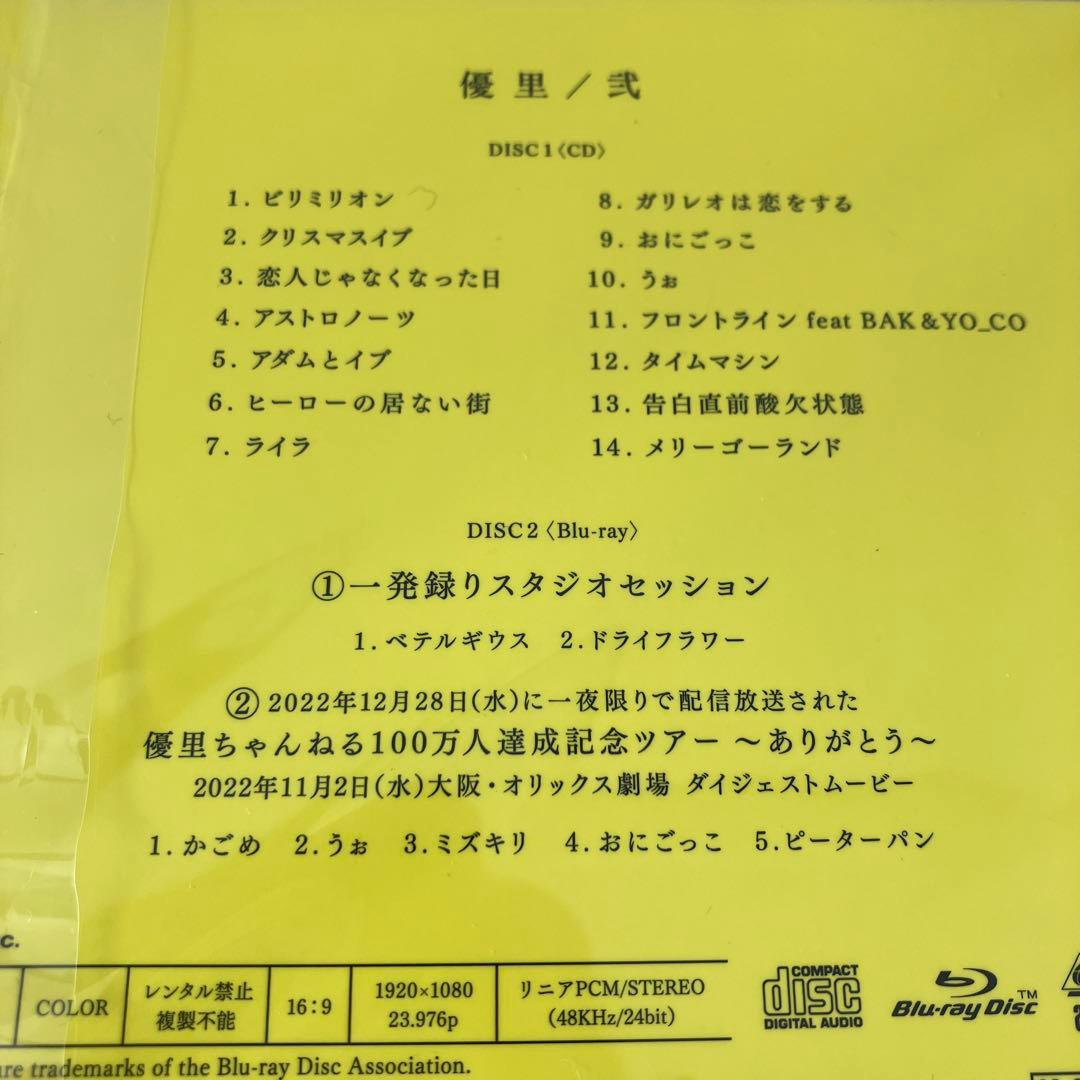 優里／弐
DISC 1〈CD〉
1. ビリミリオン
2. クリスマスイブ
3. 恋人じゃなくなった日
4. アストロノーツ
5. アダムとイブ
6. ヒーローの居ない街
7. ライラ
8. ガリレオは恋をする
9. おにごっこ
10. うぉ
11. フロントライン feat BAK&YO_CO
12. タイムマシン
13. 告白直前酸欠状態
14. メリーゴーランド
DISC 2〈Blu-ray〉
①一発録りスタジオセッション
1. ベテルギウス 2. ドライフラワー
② 2022年12月28日(水)に一夜限りで配信放送された
優里ちゃんねる100万人達成記念ツアー ～ありがとう～
2022年11月2日(水)大阪・オリックス劇場 ダイジェストムービー
1. かごめ 2. うぉ 3. ミズキリ 4. おにごっこ 5. ピーターパン
c.
COLOR
レンタル禁止
複製不能
16:9
1920×1080
23.976p
リニアPCM/STEREO
(48KHz/24bit)
COMPACT
disc
DIGITAL AUDIO
Blu-ray Disc™
are trademarks of the Blu-ray Disc Association.